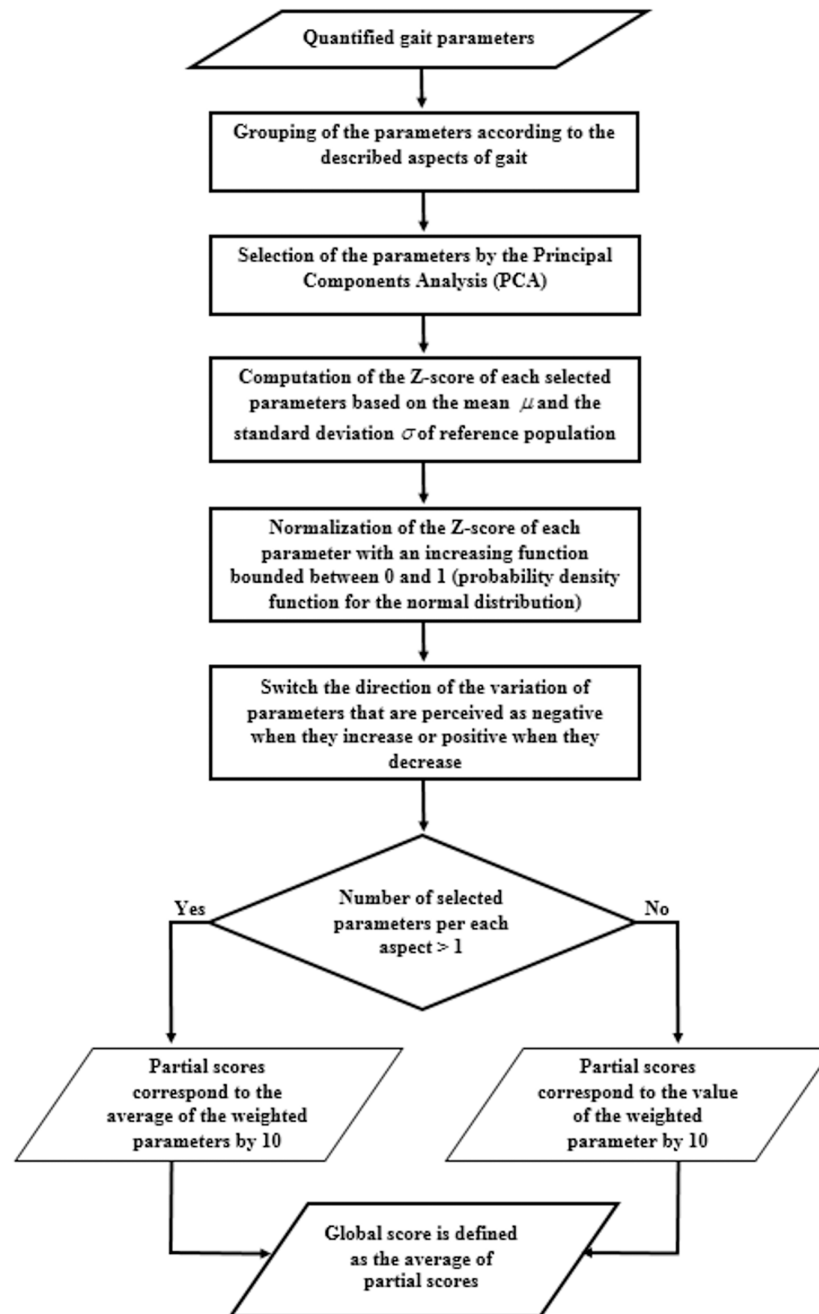 Quantified gait parameters
Grouping of the parameters according to the
described aspects of gait
Selection of the parameters by the Principal
Components Analysis (PCA)
Computation of the Z-score of each selected
parameters based on the mean μ and the
standard deviation σ of reference population
Normalization of the Z-score of each
parameter with an increasing function
bounded between 0 and 1 (probability density
function for the normal distribution)
Switch the direction of the variation of
parameters that are perceived as negative
when they increase or positive when they
decrease
Number of selected
parameters per each
aspect > 1
Yes
No
Partial scores
correspond to the
average of the weighted
parameters by 10
Partial scores
correspond to the value
of the weighted
parameter by 10
Global score is defined
as the average of
partial scores